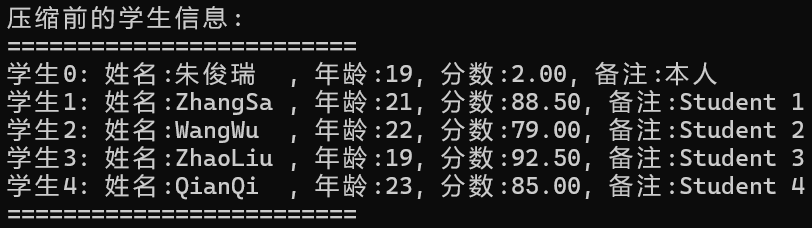 压缩前的学生信息:
=========================
学生0: 姓名:朱俊瑞  , 年龄:19, 分数:2.00, 备注:本人
学生1: 姓名:ZhangSa , 年龄:21, 分数:88.50, 备注:Student 1
学生2: 姓名:WangWu  , 年龄:22, 分数:79.00, 备注:Student 2
学生3: 姓名:ZhaoLiu , 年龄:19, 分数:92.50, 备注:Student 3
学生4: 姓名:QianQi  , 年龄:23, 分数:85.00, 备注:Student 4
=========================